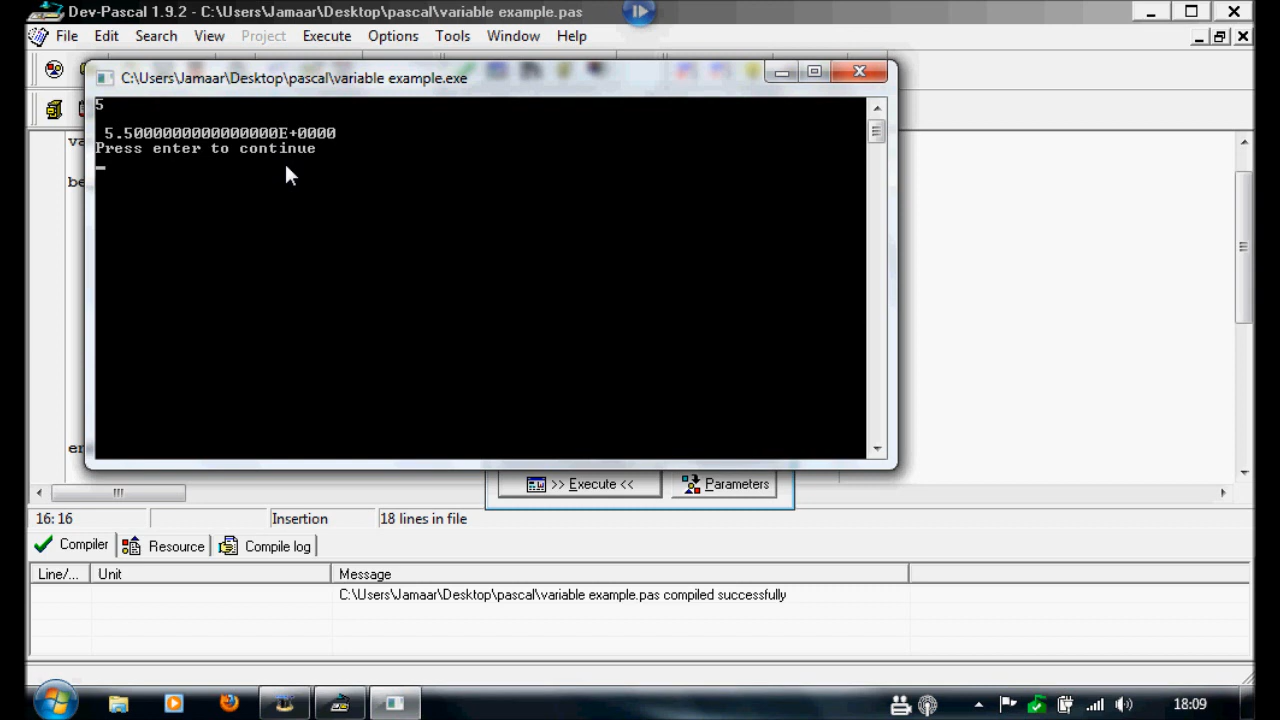 Dev-Pascal 1.9.2 - C:\Users\Jamaar\Desktop\pascal\variable example.pas
File Edit Search View Project Execute Options Tools Window Help
C:\Users\Jamaar\Desktop\pascal\variable example.exe
5
5.5000000000000000E+0000
Press enter to continue
va
be
en
>> Execute << Parameters
16: 16 Insertion 18 lines in file
Compiler Resource Compile log
Line/... Unit Message
C:\Users\Jamaar\Desktop\pascal\variable example.pas compiled successfully
18:09